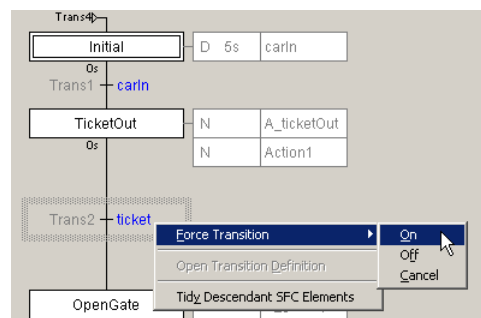 Trans4
Initial D 5s carIn
0s
Trans1 carIn
TicketOut N A_ticketOut
0s N Action1
Trans2 ticket
Force Transition On
Off
Open Transition Definition
Cancel
Tidy Descendant SFC Elements
OpenGate